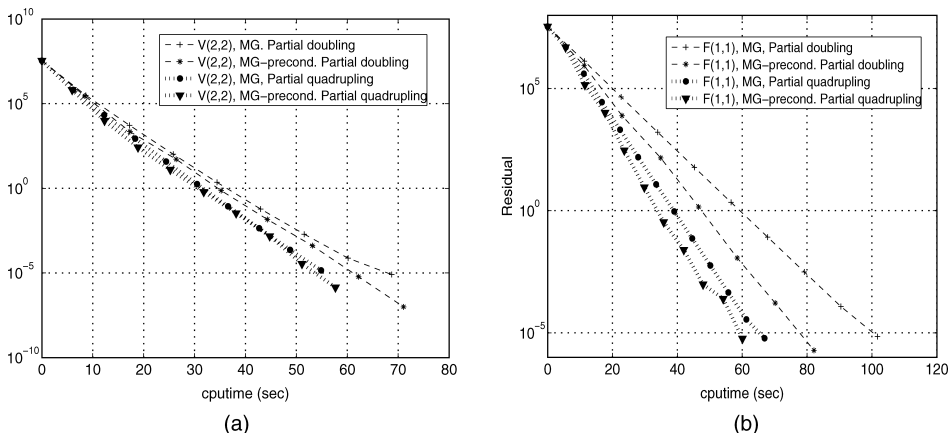 10^10
10^5
10^0
10^−5
10^−10
V(2,2), MG. Partial doubling
V(2,2), MG−precond. Partial doubling
V(2,2), MG, Partial quadrupling
V(2,2), MG−precond. Partial quadrupling
0 10 20 30 40 50 60 70 80
cputime (sec)
(a)
Residual
10^5
10^0
10^−5
F(1,1), MG, Partial doubling
F(1,1), MG−precond. Partial doubling
F(1,1), MG, Partial quadrupling
F(1,1), MG−precond. Partial quadrupling
0 20 40 60 80 100 120
cputime (sec)
(b)